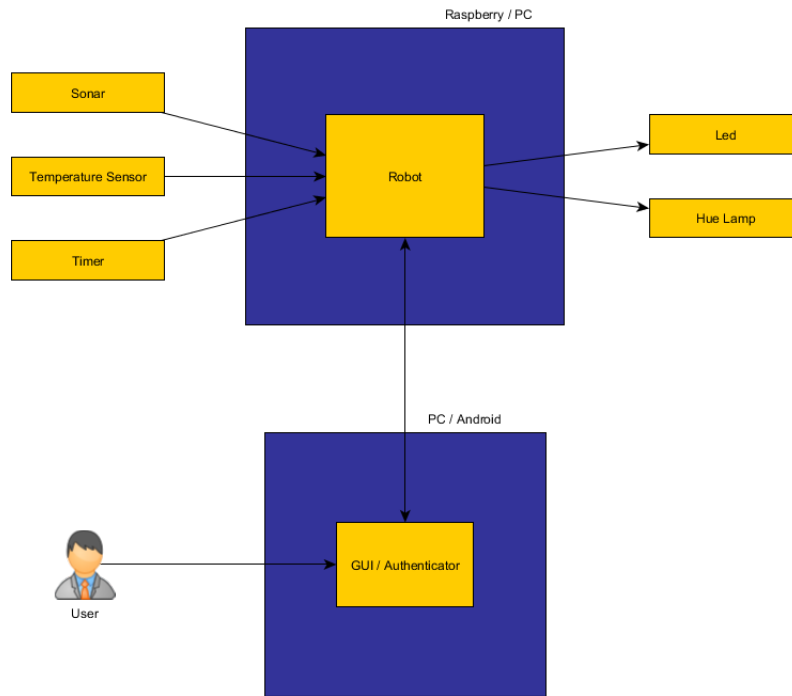 Raspberry / PC
Sonar
Temperature Sensor
Timer
Robot
Led
Hue Lamp
PC / Android
GUI / Authenticator
User